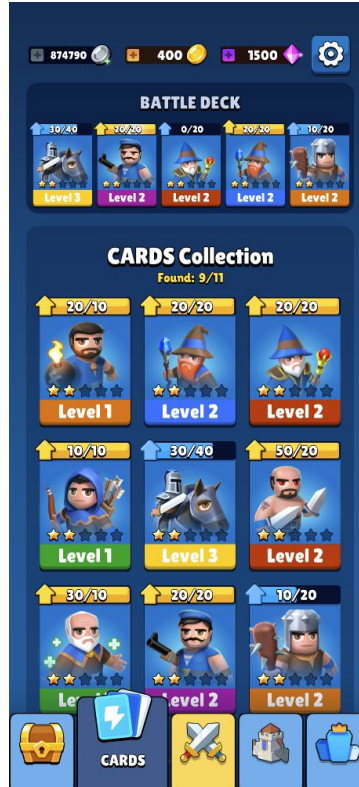 874790 400 1500
BATTLE DECK
30/40 20/20 0/20 20/20 10/20
Level 3 Level 2 Level 2 Level 2 Level 2
CARDS Collection
Found: 9/11
20/10 20/20 20/20
Level 1 Level 2 Level 2
10/10 30/40 50/20
Level 1 Level 3 Level 2
30/10 20/20 10/20
Level 2 Level 2
CARDS